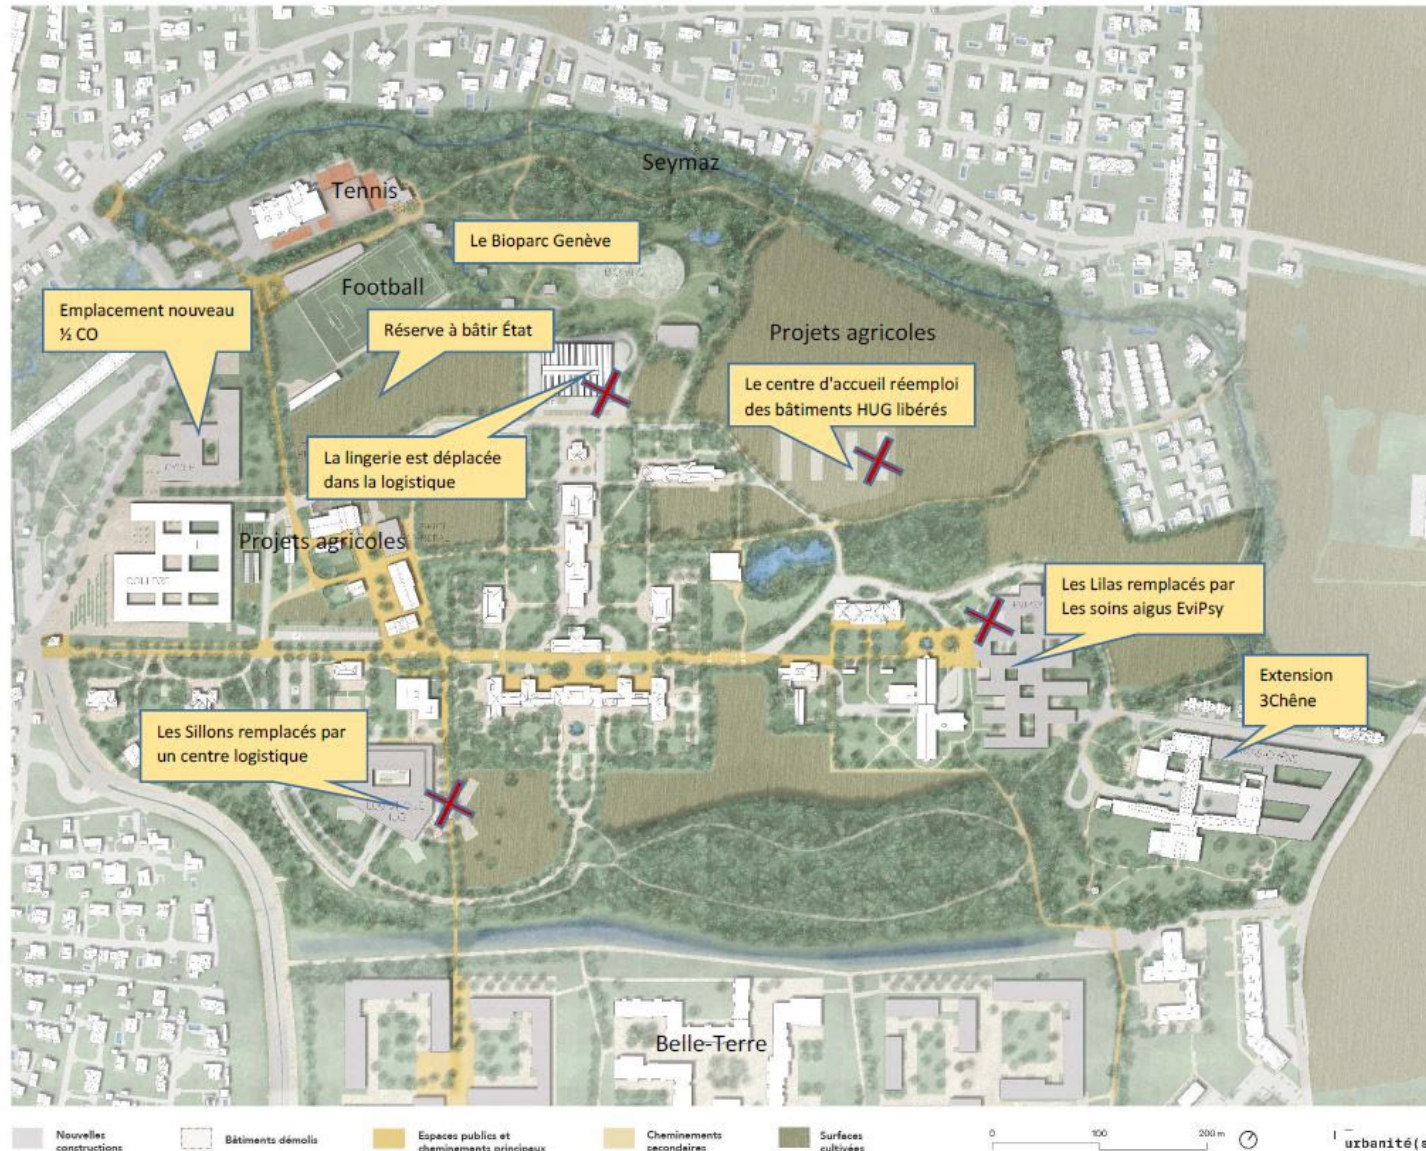 Seymaz
Tennis
Le Bioparc Genève
Football
Emplacement nouveau
½ CO
Réserve à bâtir État
Projets agricoles
Le centre d'accueil réemploi
des bâtiments HUG libérés
La lingerie est déplacée
dans la logistique
Projets agricoles
COLLEGE
Les Lilas remplacés par
Les soins aigus EviPsy
Extension
3Chêne
Les Sillons remplacés par
un centre logistique
Belle-Terre
Nouvelles
constructions
Bâtiments démolis
Espaces publics et
cheminements principaux
Cheminements
secondaires
Surfaces
cultivées
0 100 200 m
urbanité(s